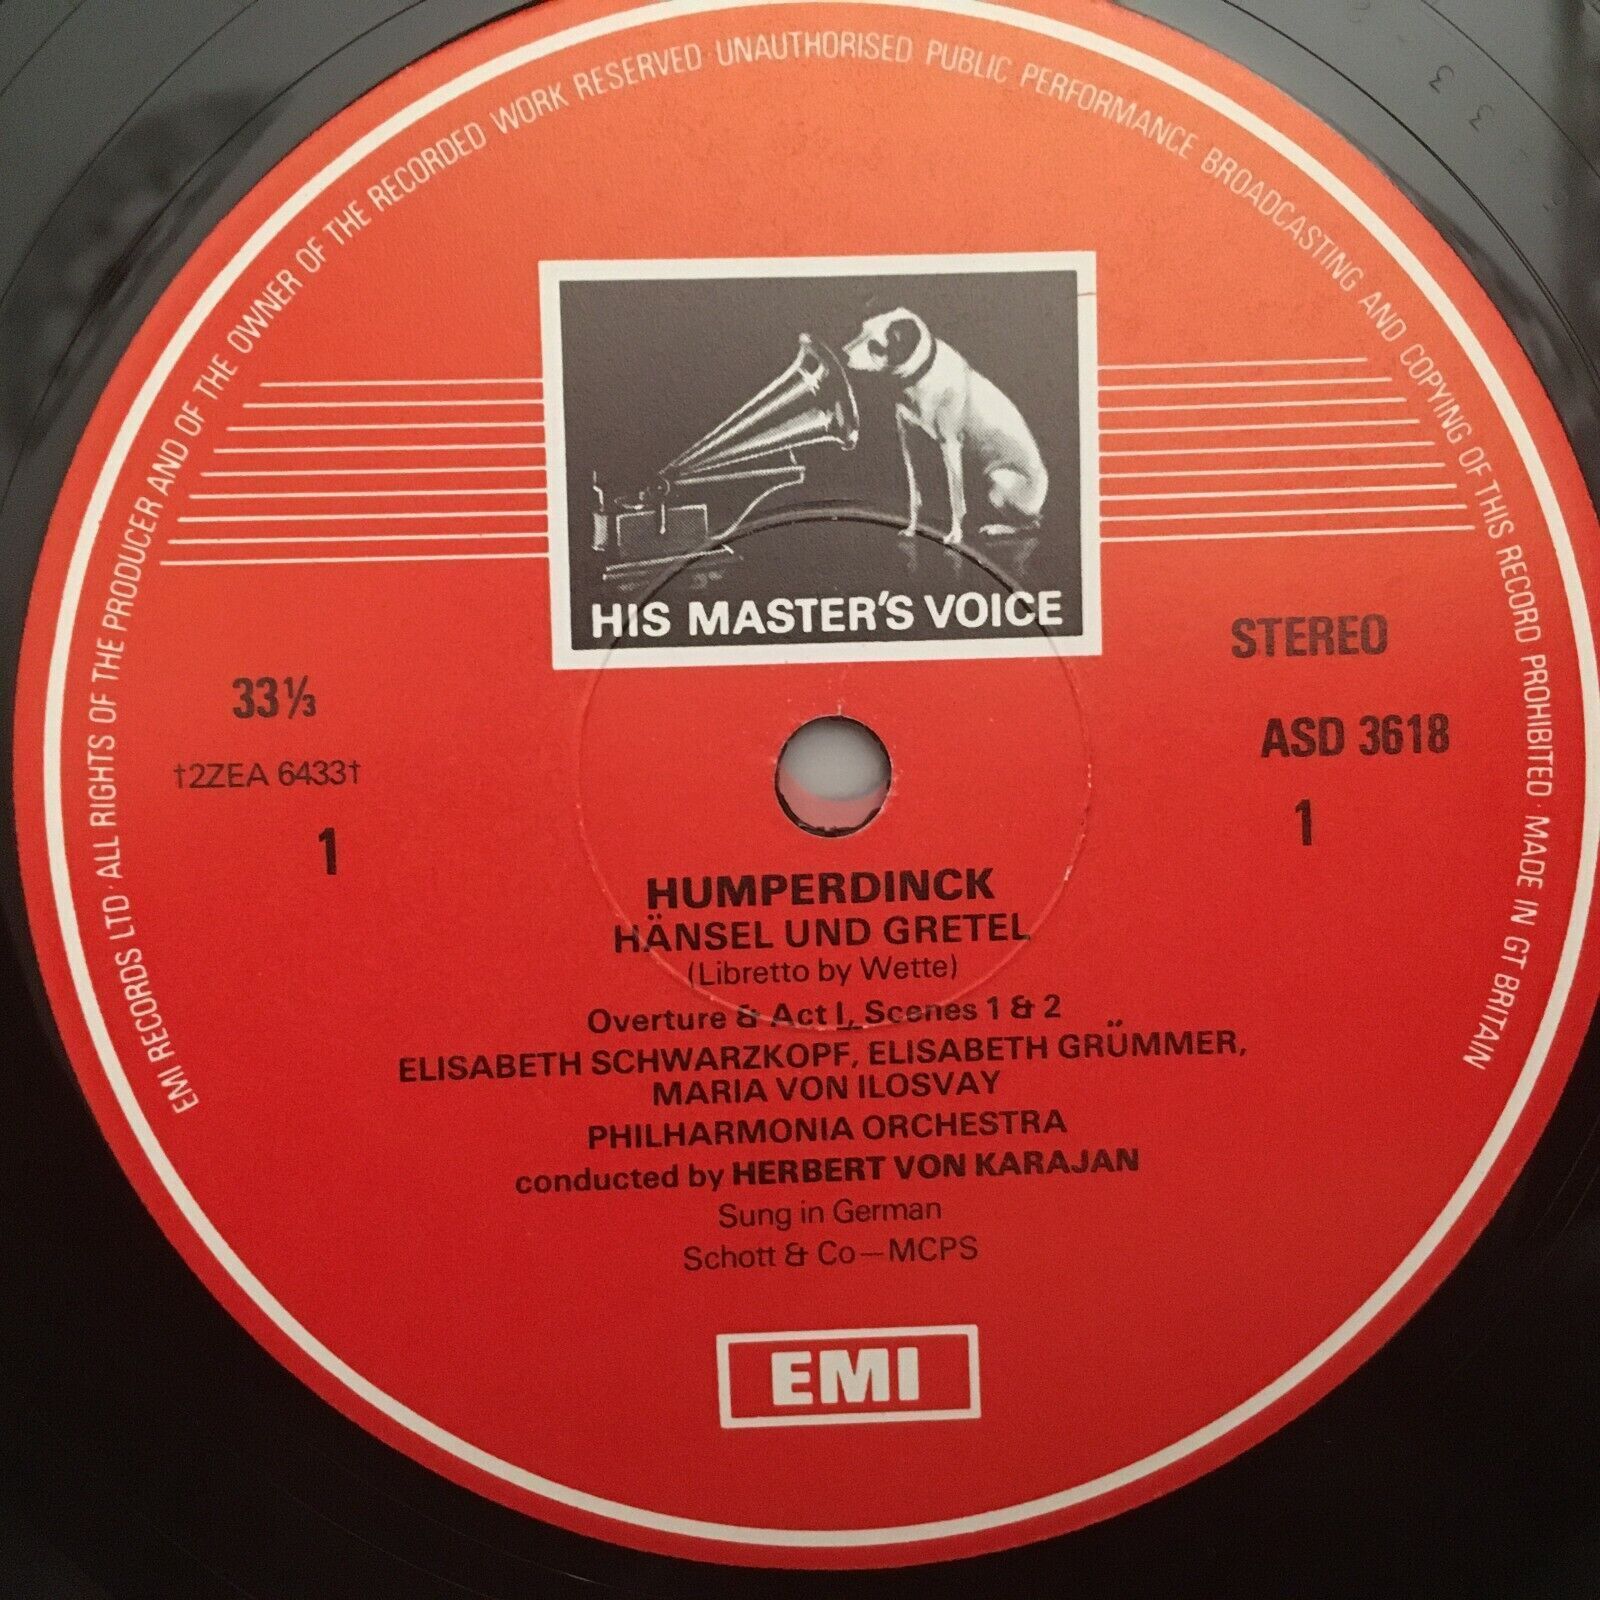 EMI RECORDS LTD · ALL RIGHTS OF THE PRODUCER AND OF THE OWNER OF THE RECORDED WORK RESERVED · UNAUTHORISED PUBLIC PERFORMANCE BROADCASTING AND COPYING OF THIS RECORD PROHIBITED · MADE IN GT BRITAIN
HIS MASTER'S VOICE
33⅓
STEREO
†2ZEA 6433†
ASD 3618
1
1
HUMPERDINCK
HÄNSEL UND GRETEL
(Libretto by Wette)
Overture & Act I, Scenes 1 & 2
ELISABETH SCHWARZKOPF, ELISABETH GRÜMMER,
MARIA VON ILOSVAY
PHILHARMONIA ORCHESTRA
conducted by HERBERT VON KARAJAN
Sung in German
Schott & Co—MCPS
EMI